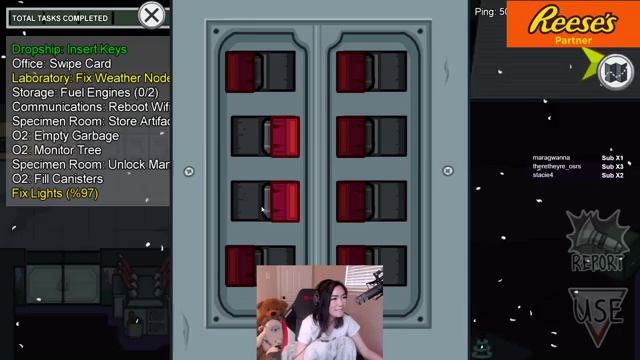 TOTAL TASKS COMPLETED
Dropship: Insert Keys
Office: Swipe Card
Laboratory: Fix Weather Node
Storage: Fuel Engines (0/2)
Communications: Reboot Wifi
Specimen Room: Store Artifac
O2: Empty Garbage
O2: Monitor Tree
Specimen Room: Unlock Man
O2: Fill Canisters
Fix Lights (%97)
Ping: 50
Reese's
Partner
maragwanna Sub X1
theretheyre_osrs Sub X3
stacie4 Sub X2
REPORT
USE